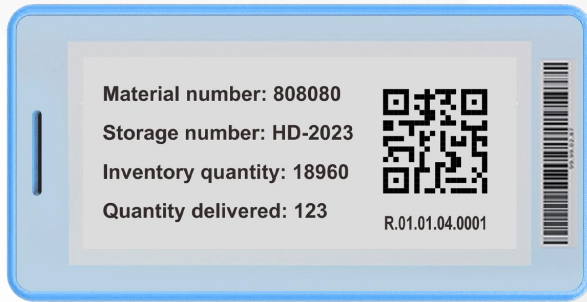 Material number: 808080
Storage number: HD-2023
Inventory quantity: 18960
Quantity delivered: 123
R.01.01.04.0001